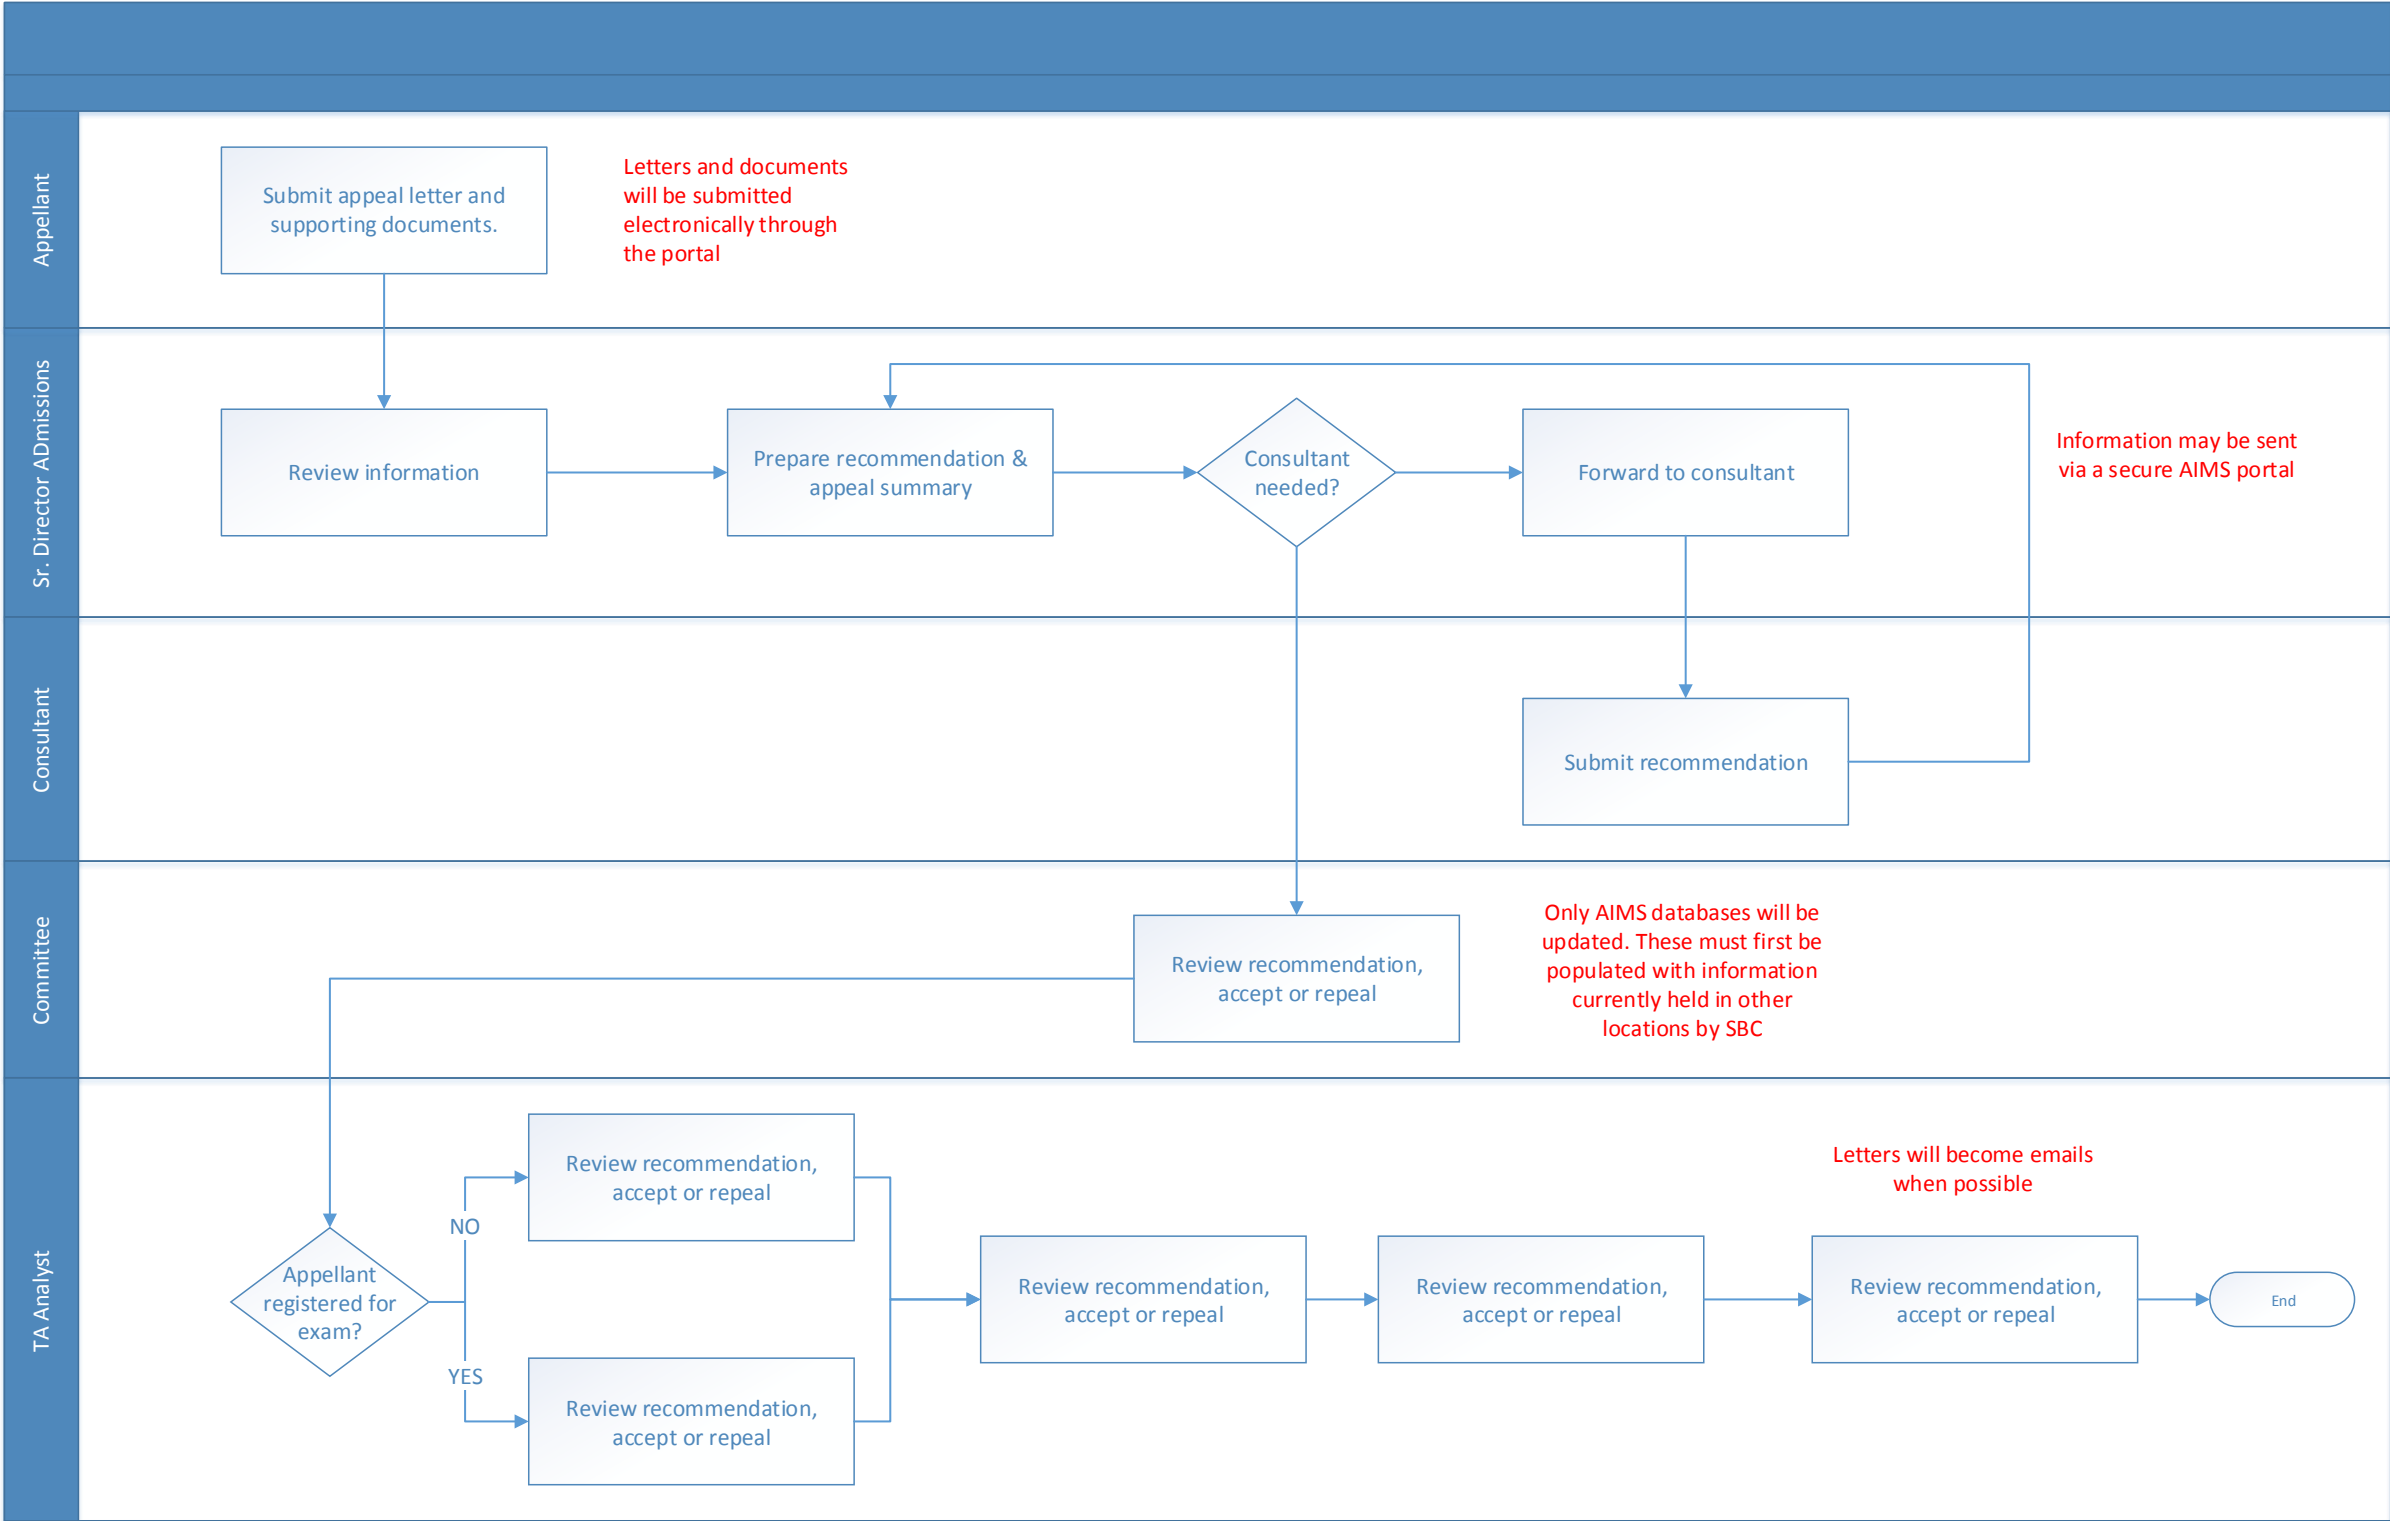 Appellant
Submit appeal letter and
supporting documents.
Letters and documents
will be submitted
electronically through
the portal
Sr. Director ADmissions
Review information
Prepare recommendation &
appeal summary
Consultant
needed?
Forward to consultant
Information may be sent
via a secure AIMS portal
Consultant
Submit recommendation
Committee
Review recommendation,
accept or repeal
Only AIMS databases will be
updated. These must first be
populated with information
currently held in other
locations by SBC
TA Analyst
Appellant
registered for
exam?
NO
Review recommendation,
accept or repeal
YES
Review recommendation,
accept or repeal
Review recommendation,
accept or repeal
Review recommendation,
accept or repeal
Letters will become emails
when possible
Review recommendation,
accept or repeal
End